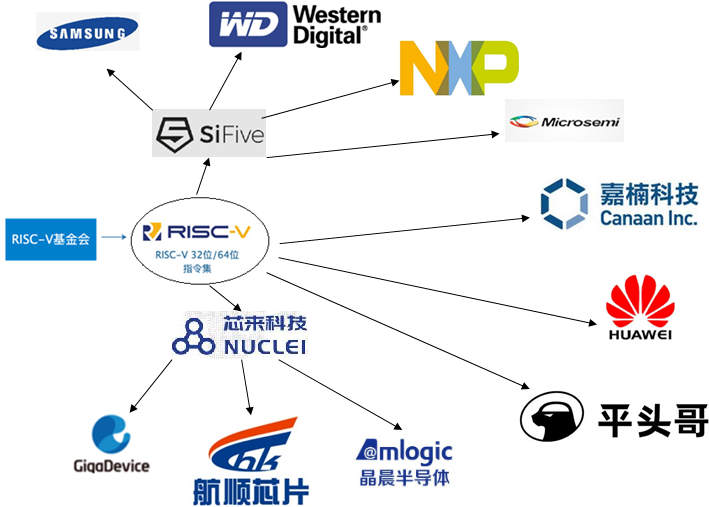 SAMSUNG
WD
Western
Digital®
NXP
SiFive
Microsemi
嘉楠科技
Canaan Inc.
RISC-V基金会
RISC-V
RISC-V 32位/64位
指令集
芯来科技
NUCLEI
HUAWEI
平头哥
GigaDevice
hk
航顺芯片
Amlogic
晶晨半导体